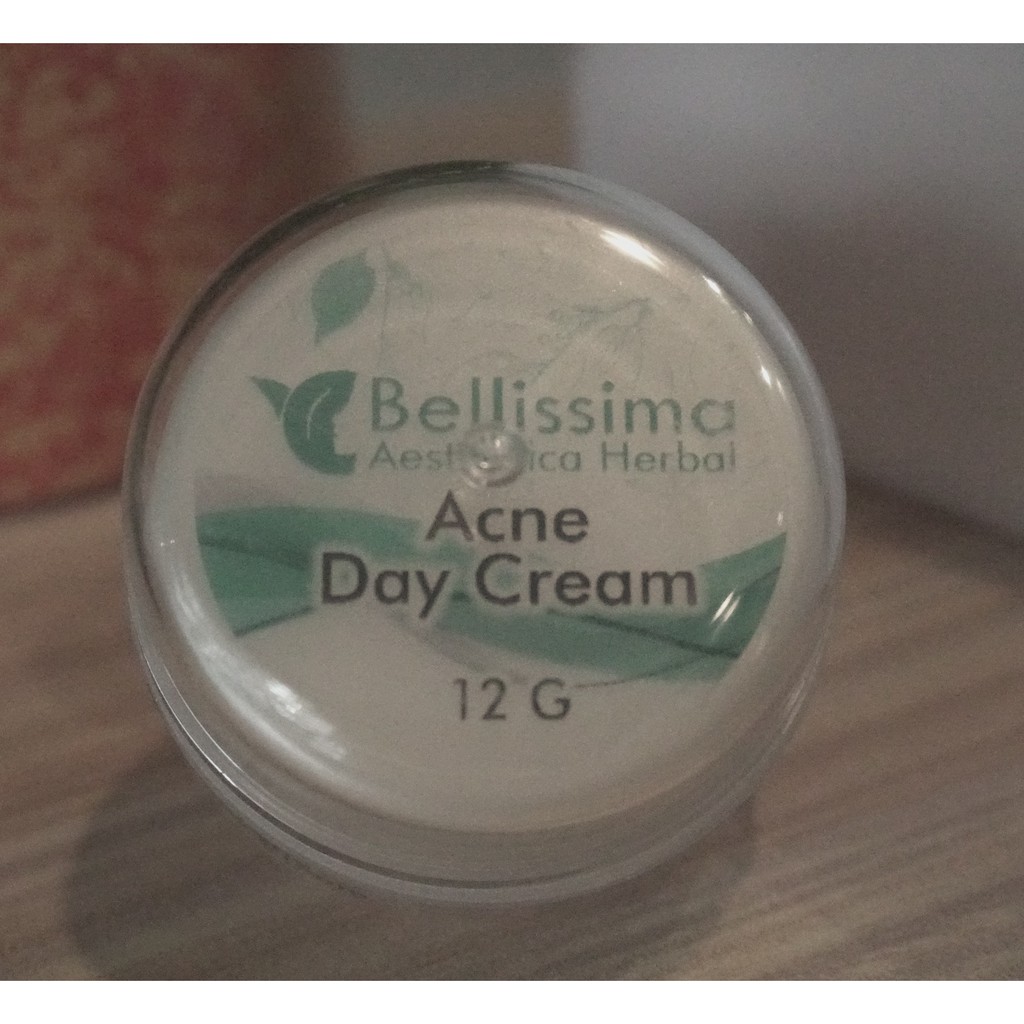 Bellissima
Herbal
Acne
Day Cream
12 G